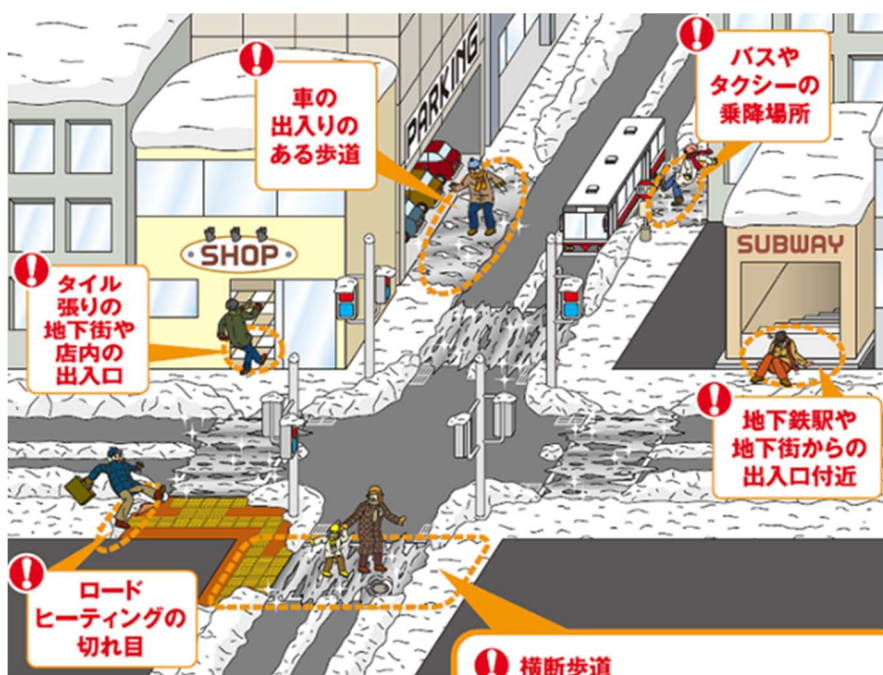 車の
出入りの
ある歩道
PARKING
バスや
タクシーの
乗降場所
SHOP
SUBWAY
タイル
張りの
地下街や
店内の
出入口
地下鉄駅や
地下街からの
出入口付近
ロード
ヒーティングの
切れ目
横断歩道